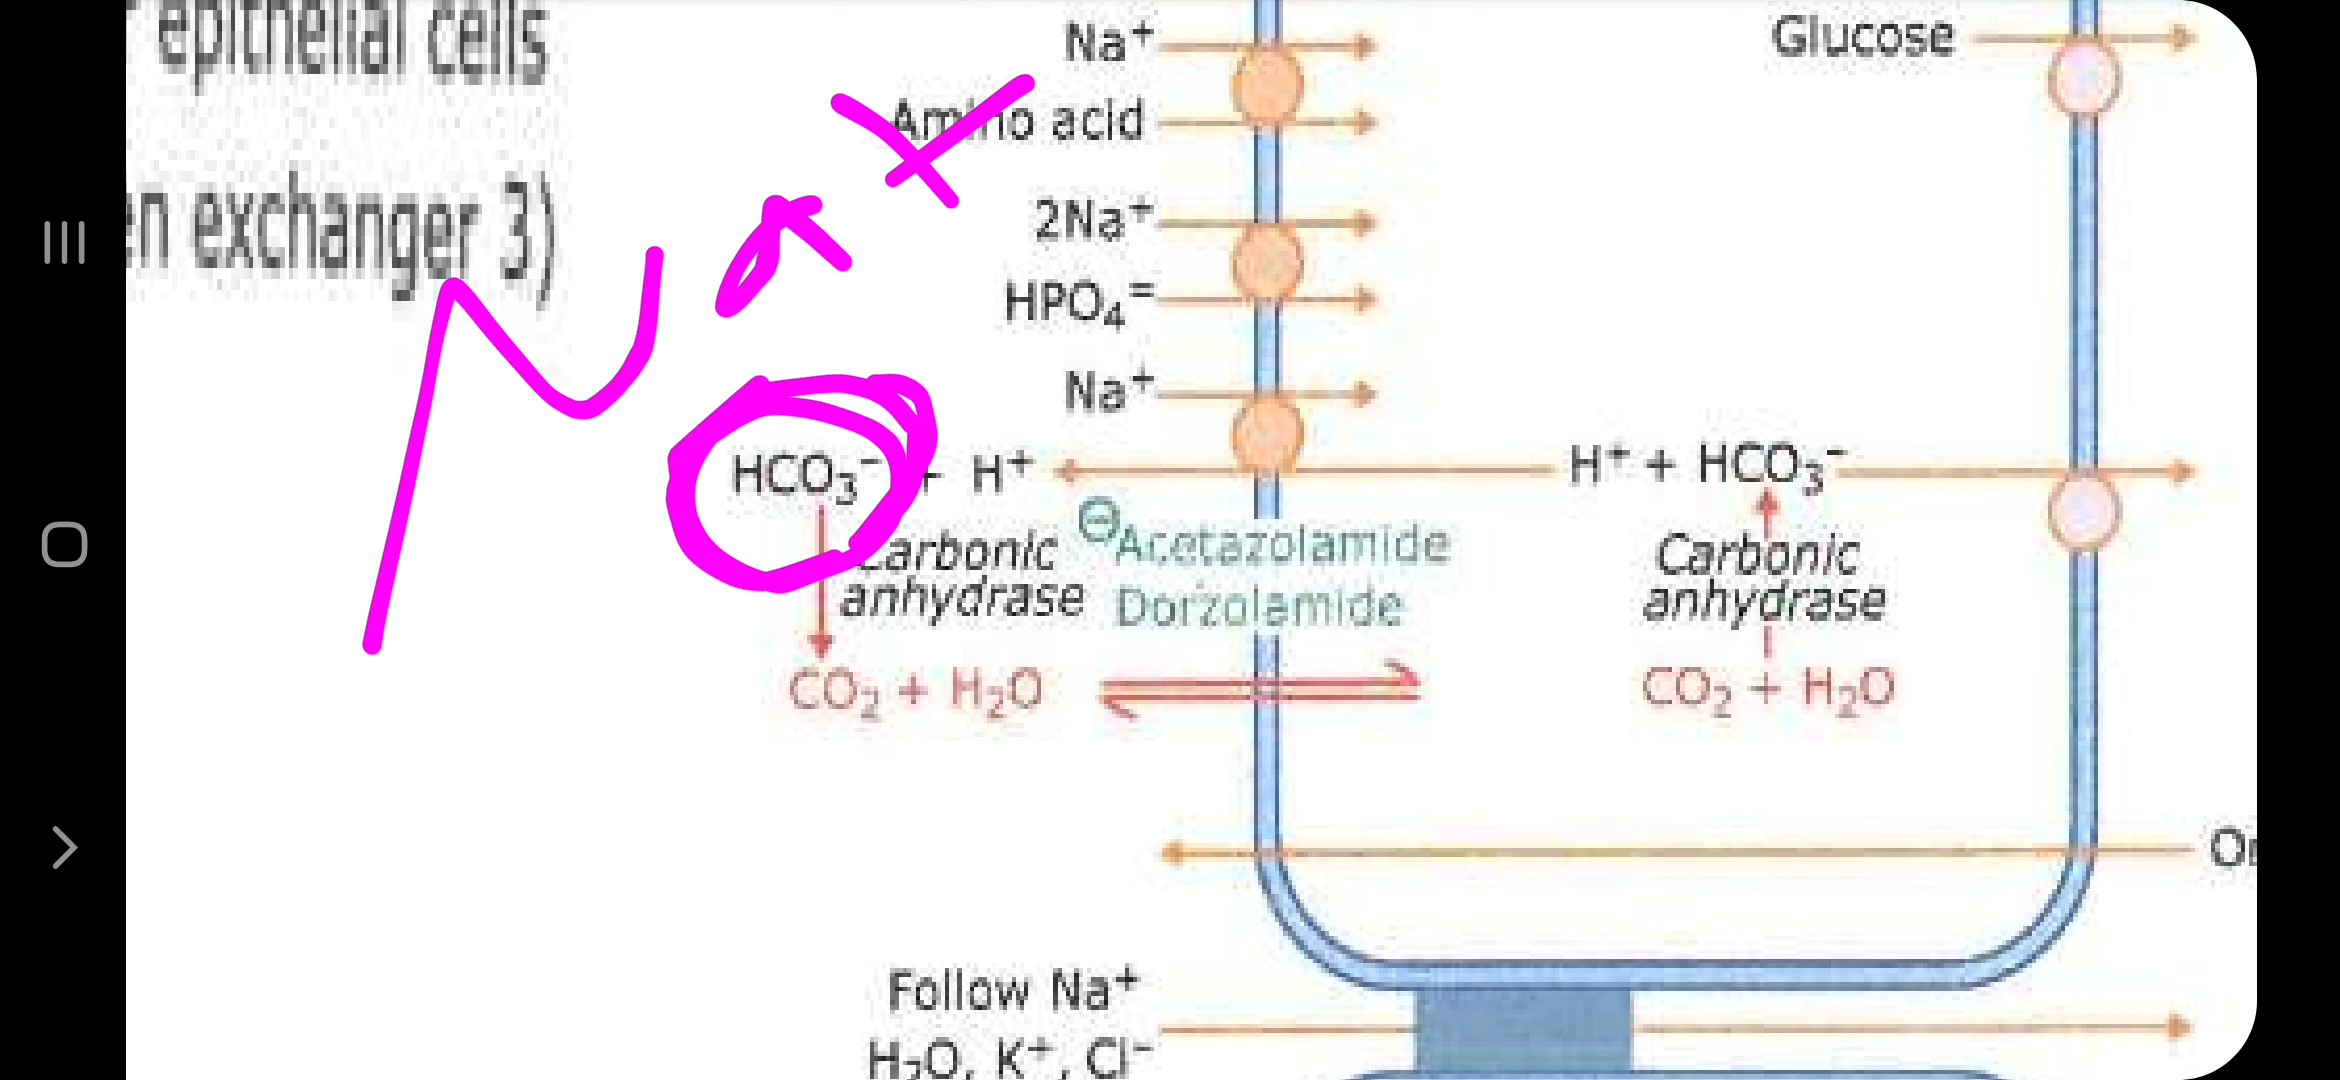 epithelial cells
en exchanger 3)
Na+
Na⁺
Amino acid
2Na⁺
HPO₄⁼
Na⁺
HCO₃⁻ + H⁺
Carbonic
anhydrase
CO₂ + H₂O
⊖Acetazolamide
Dorzolamide
Glucose
H⁺ + HCO₃⁻
Carbonic
anhydrase
CO₂ + H₂O
Follow Na⁺
H₂O, K⁺, Cl⁻